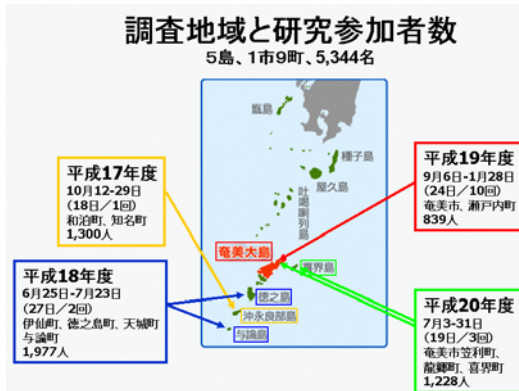 調査地域と研究参加者数
5島、1市9町、5,344名
甑島
種子島
屋久島
吐噶喇列島
奄美大島
喜界島
徳之島
沖永良部島
与論島
平成17年度
10月12-29日
(18日/1回)
和泊町、知名町
1,300人
平成18年度
6月25日-7月23日
(27日/2回)
伊仙町、徳之島町、天城町
与論町
1,977人
平成19年度
9月6日-1月28日
(24日/10回)
奄美市、瀬戸内町
839人
平成20年度
7月3-31日
(19日/3回)
奄美市笠利町、
龍郷町、喜界町
1,228人